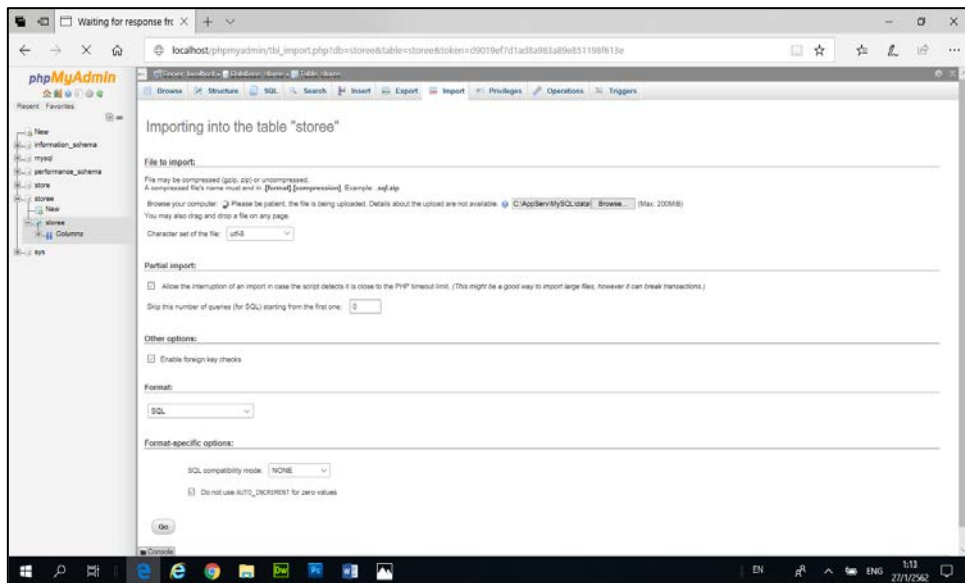 Waiting for response frc
localhost/phpmyadmin/tbl_import.php?db=storee&table=storee&token=d9019ef7d1ad8a983a89e851198f613e
phpMyAdmin
Recent Favorites
New
information_schema
mysql
performance_schema
store
storee
New
storee
Columns
sys
Browse Structure SQL Search Insert Export Import Privileges Operations Triggers
Importing into the table "storee"
File to import:
File may be compressed (gzip, zip) or uncompressed.
A compressed file's name must end in .[format].[compression]. Example: .sql.zip
Browse your computer: Please be patient, the file is being uploaded. Details about the upload are not available. C:\AppServ\MySQL\data\ Browse... (Max: 200MiB)
You may also drag and drop a file on any page.
Character set of the file: utf-8
Partial import:
Allow the interruption of an import in case the script detects it is close to the PHP timeout limit. (This might be a good way to import large files, however it can break transactions.)
Skip this number of queries (for SQL) starting from the first one: 0
Other options:
Enable foreign key checks
Format:
SQL
Format-specific options:
SQL compatibility mode: NONE
Do not use AUTO_INCREMENT for zero values
Go
Console
EN
ENG
1:13
27/1/2562